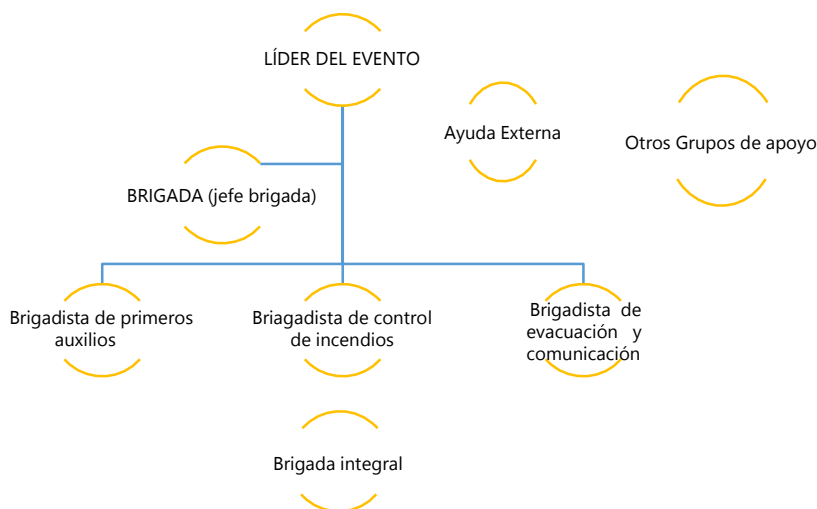 LÍDER DEL EVENTO
Ayuda Externa
Otros Grupos de apoyo
BRIGADA (jefe brigada)
Brigadista de primeros
auxilios
Briagadista de control
de incendios
Brigadista de
evacuación y
comunicación
Brigada integral